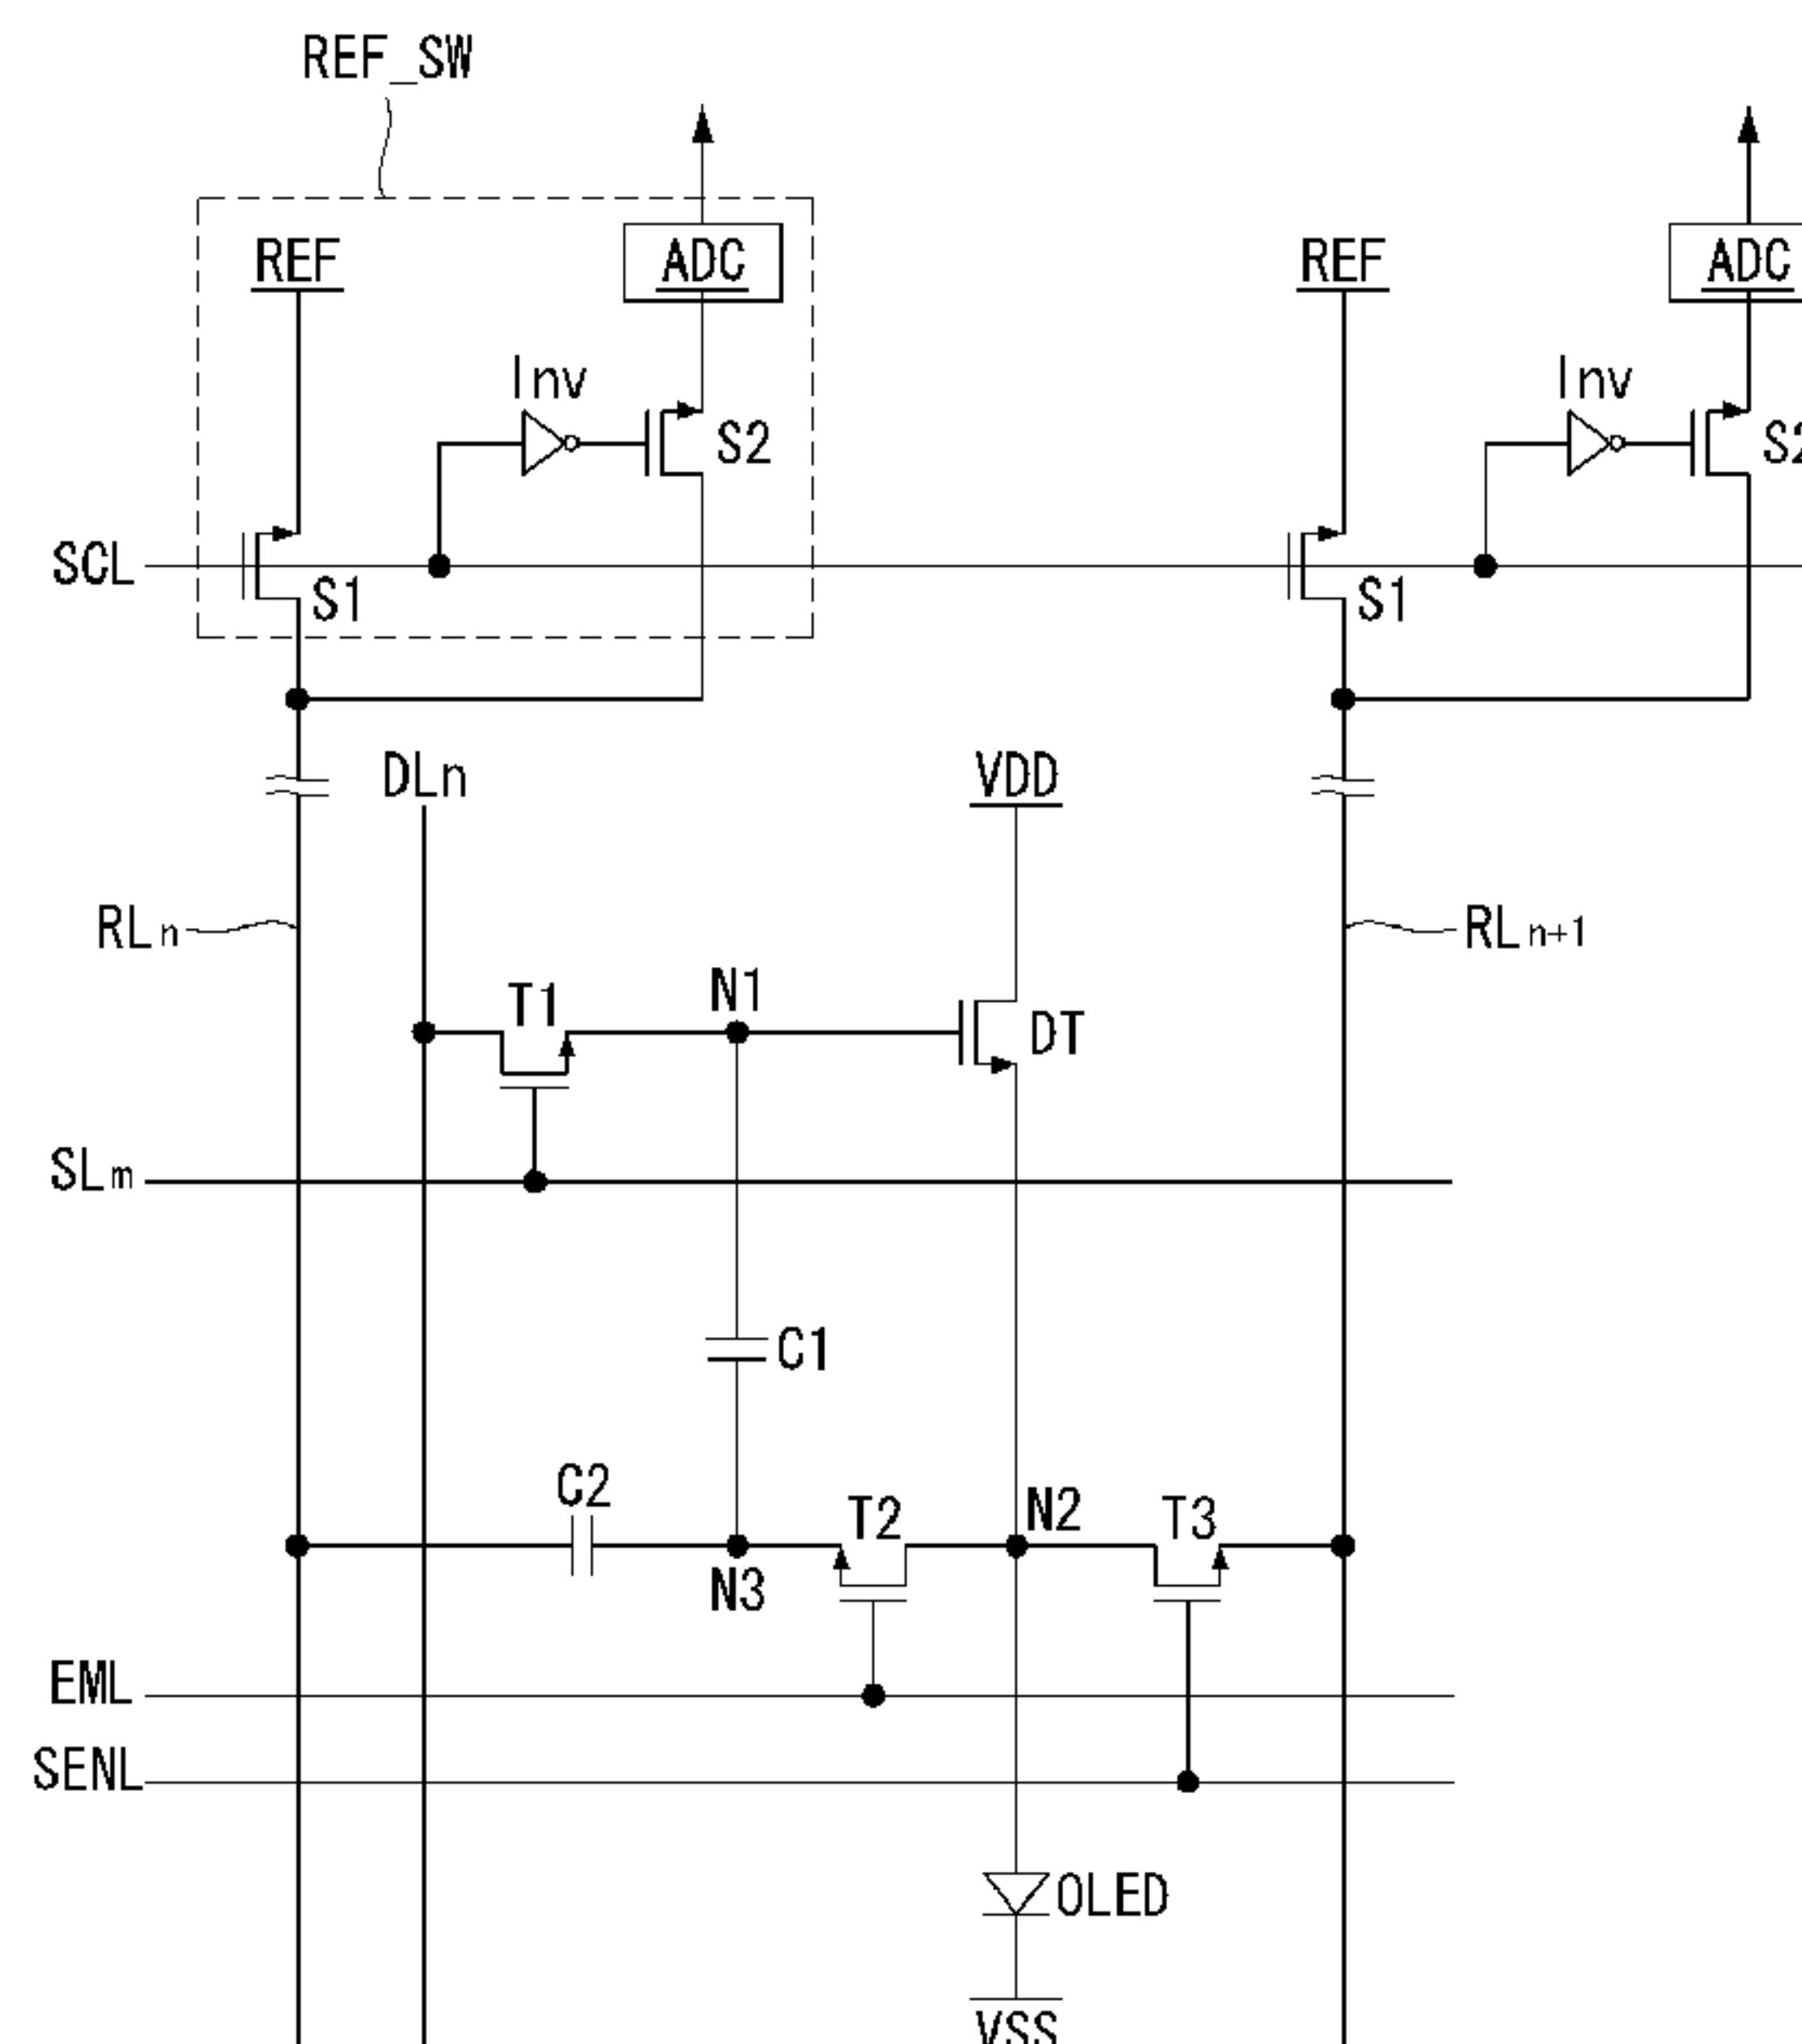 REF_SW
REF ADC REF ADC
Inv Inv
S2 S2
SCL
S1 S1
DLn VDD
RLn RLn+1
N1
T1 DT
SLm
C1
C2 T2 N2 T3
N3
EML
SENL
OLED
VSS